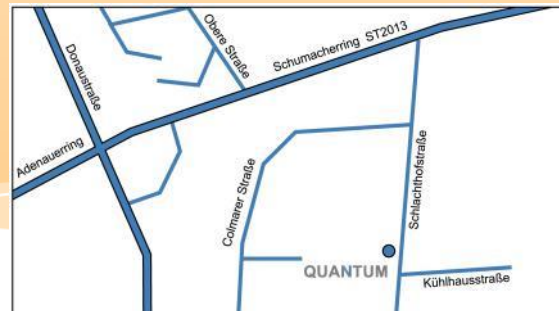 Donaustraße
Obere Straße
Schumacherring ST2013
Adenauerring
Colmarer Straße
Schlachthofstraße
QUANTUM
Kühlhausstraße